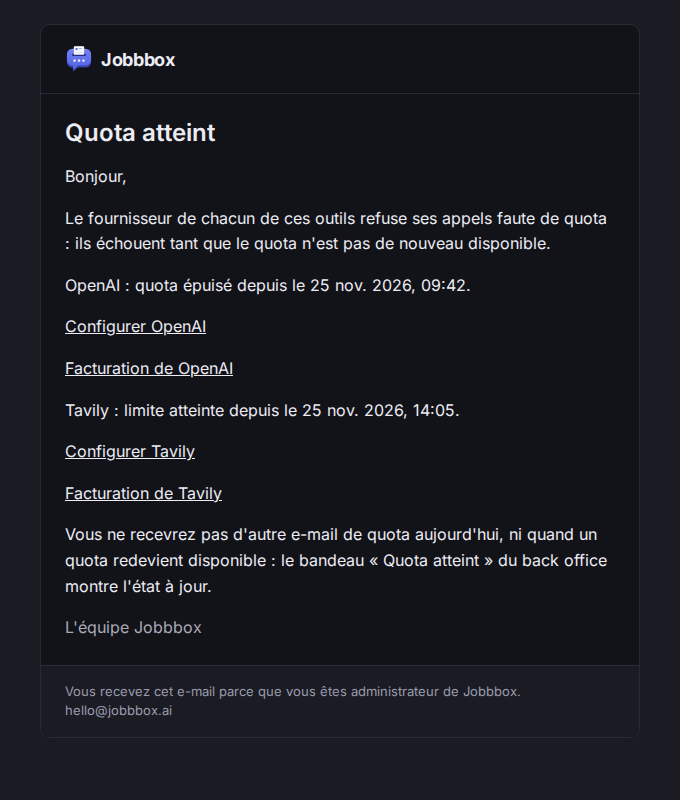 Jobbbox
Quota atteint
Bonjour,
Le fournisseur de chacun de ces outils refuse ses appels faute de quota
: ils échouent tant que le quota n'est pas de nouveau disponible.
OpenAI : quota épuisé depuis le 25 nov. 2026, 09:42.
Configurer OpenAI
Facturation de OpenAI
Tavily : limite atteinte depuis le 25 nov. 2026, 14:05.
Configurer Tavily
Facturation de Tavily
Vous ne recevrez pas d'autre e-mail de quota aujourd'hui, ni quand un
quota redevient disponible : le bandeau « Quota atteint » du back office
montre l'état à jour.
L'équipe Jobbbox
Vous recevez cet e-mail parce que vous êtes administrateur de Jobbbox.
hello@jobbbox.ai